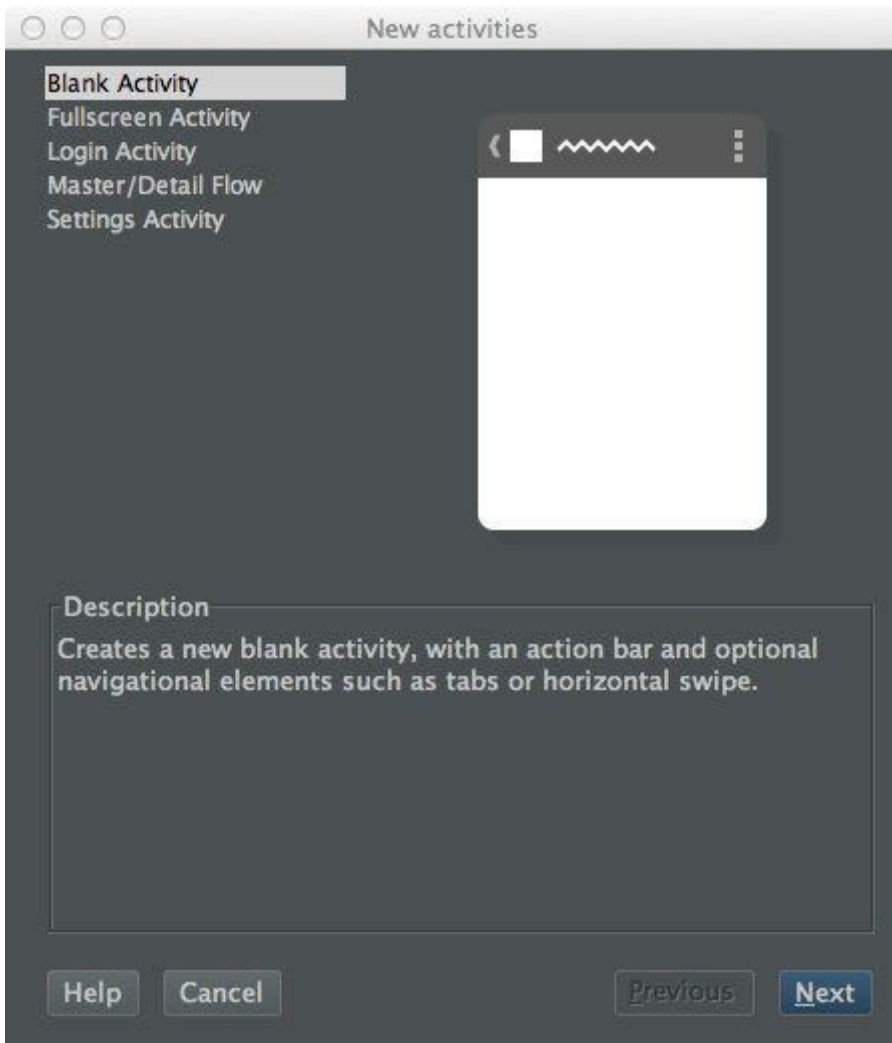 New activities
Blank Activity
Fullscreen Activity
Login Activity
Master/Detail Flow
Settings Activity
Description
Creates a new blank activity, with an action bar and optional
navigational elements such as tabs or horizontal swipe.
Help Cancel Previous Next